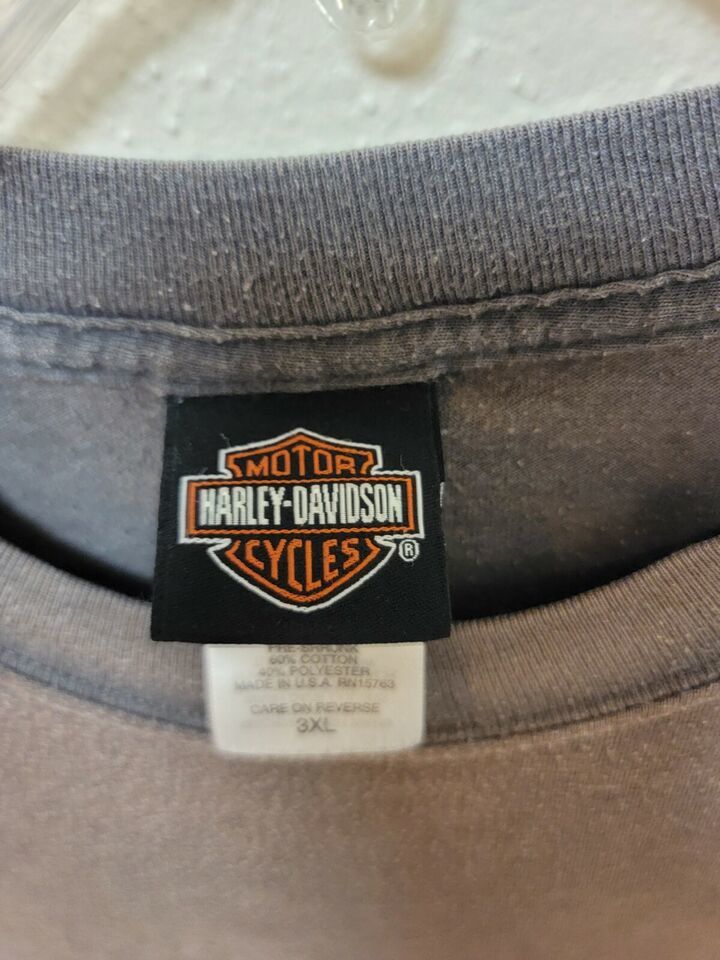 MOTOR
HARLEY-DAVIDSON
CYCLES
®
PRE-SHRUNK
60% COTTON
40% POLYESTER
MADE IN U.S.A. RN15763
CARE ON REVERSE
3XL